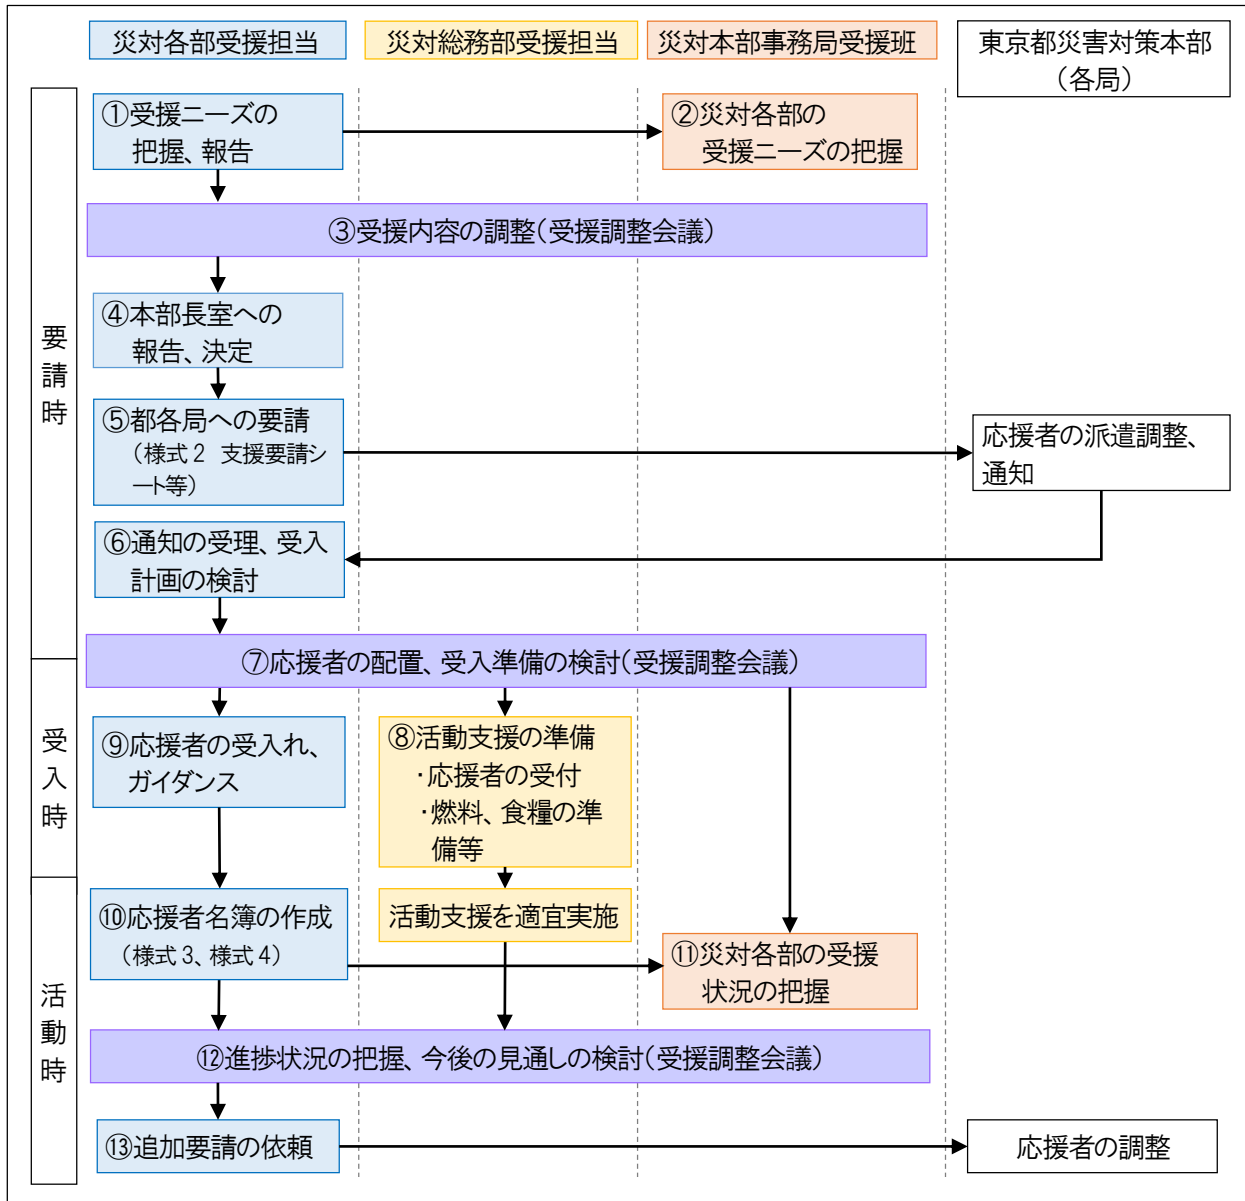 災対各部受援担当
災対総務部受援担当
災対本部事務局受援班
東京都災害対策本部
（各局）
要請時
①受援ニーズの
把握、報告
②災対各部の
受援ニーズの把握
③受援内容の調整（受援調整会議）
④本部長室への
報告、決定
⑤都各局への要請
（様式２　支援要請シ
ート等）
応援者の派遣調整、
通知
⑥通知の受理、受入
計画の検討
⑦応援者の配置、受入準備の検討（受援調整会議）
受入時
⑨応援者の受入れ、
ガイダンス
⑧活動支援の準備
・応援者の受付
・燃料、食糧の準
備等
活動時
⑩応援者名簿の作成
（様式３、様式４）
活動支援を適宜実施
⑪災対各部の受援
状況の把握
⑫進捗状況の把握、今後の見通しの検討（受援調整会議）
⑬追加要請の依頼
応援者の調整